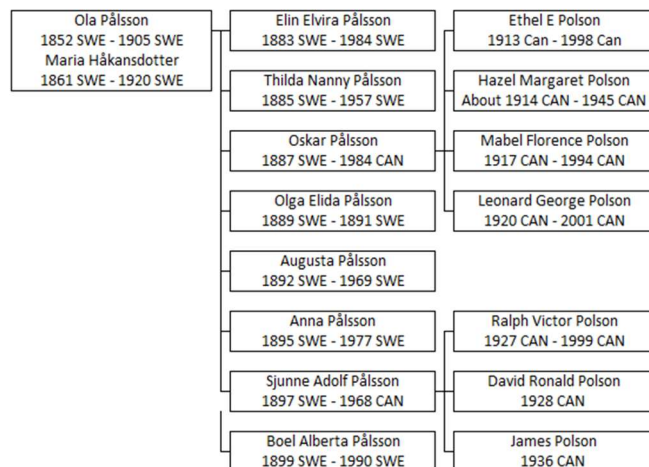 Ola Pålsson
1852 SWE - 1905 SWE
Maria Håkansdotter
1861 SWE - 1920 SWE
Elin Elvira Pålsson
1883 SWE - 1984 SWE
Thilda Nanny Pålsson
1885 SWE - 1957 SWE
Oskar Pålsson
1887 SWE - 1984 CAN
Olga Elida Pålsson
1889 SWE - 1891 SWE
Augusta Pålsson
1892 SWE - 1969 SWE
Anna Pålsson
1895 SWE - 1977 SWE
Sjunne Adolf Pålsson
1897 SWE - 1968 CAN
Boel Alberta Pålsson
1899 SWE - 1990 SWE
Ethel E Polson
1913 Can - 1998 Can
Hazel Margaret Polson
About 1914 CAN - 1945 CAN
Mabel Florence Polson
1917 CAN - 1994 CAN
Leonard George Polson
1920 CAN - 2001 CAN
Ralph Victor Polson
1927 CAN - 1999 CAN
David Ronald Polson
1928 CAN
James Polson
1936 CAN